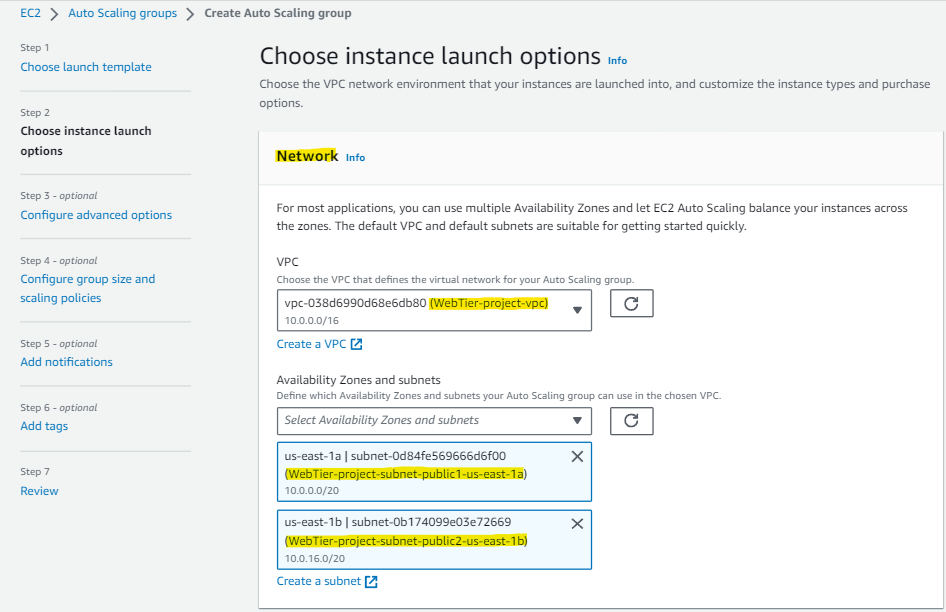 EC2 > Auto Scaling groups > Create Auto Scaling group
Step 1
Choose launch template
Step 2
Choose instance launch
options
Step 3 - optional
Configure advanced options
Step 4 - optional
Configure group size and
scaling policies
Step 5 - optional
Add notifications
Step 6 - optional
Add tags
Step 7
Review
Choose instance launch options Info
Choose the VPC network environment that your instances are launched into, and customize the instance types and purchase
options.
Network Info
For most applications, you can use multiple Availability Zones and let EC2 Auto Scaling balance your instances across
the zones. The default VPC and default subnets are suitable for getting started quickly.
VPC
Choose the VPC that defines the virtual network for your Auto Scaling group.
vpc-038d6990d68e6db80 (WebTier-project-vpc)
10.0.0.0/16
Create a VPC
Availability Zones and subnets
Define which Availability Zones and subnets your Auto Scaling group can use in the chosen VPC.
Select Availability Zones and subnets
us-east-1a | subnet-0d84fe569666d6f00
(WebTier-project-subnet-public1-us-east-1a)
10.0.0.0/20
us-east-1b | subnet-0b174099e03e72669
(WebTier-project-subnet-public2-us-east-1b)
10.0.16.0/20
Create a subnet